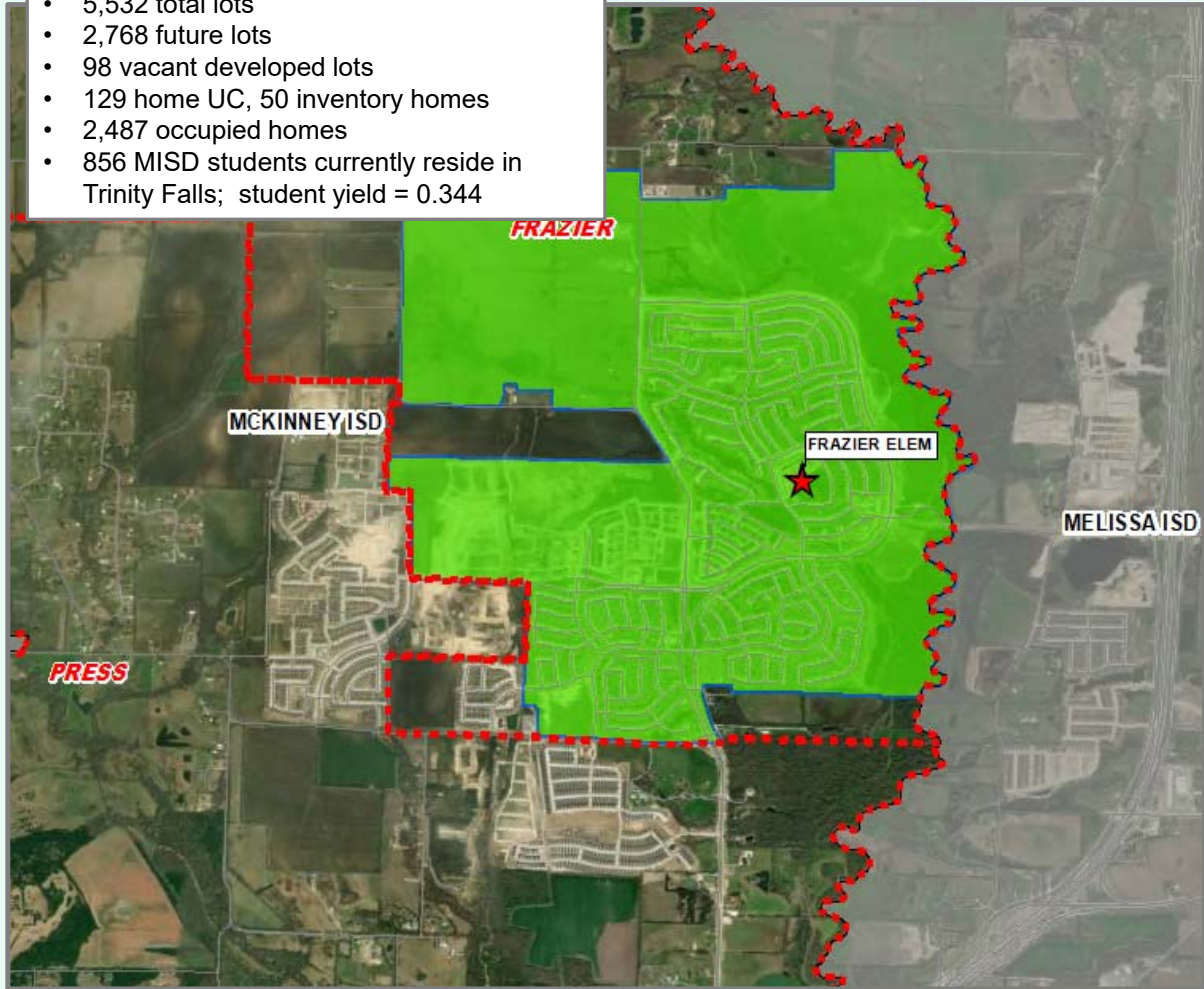 • 5,532 total lots
• 2,768 future lots
• 98 vacant developed lots
• 129 home UC, 50 inventory homes
• 2,487 occupied homes
• 856 MISD students currently reside in
Trinity Falls; student yield = 0.344
FRAZIER
MCKINNEY ISD
FRAZIER ELEM
MELISSA ISD
PRESS